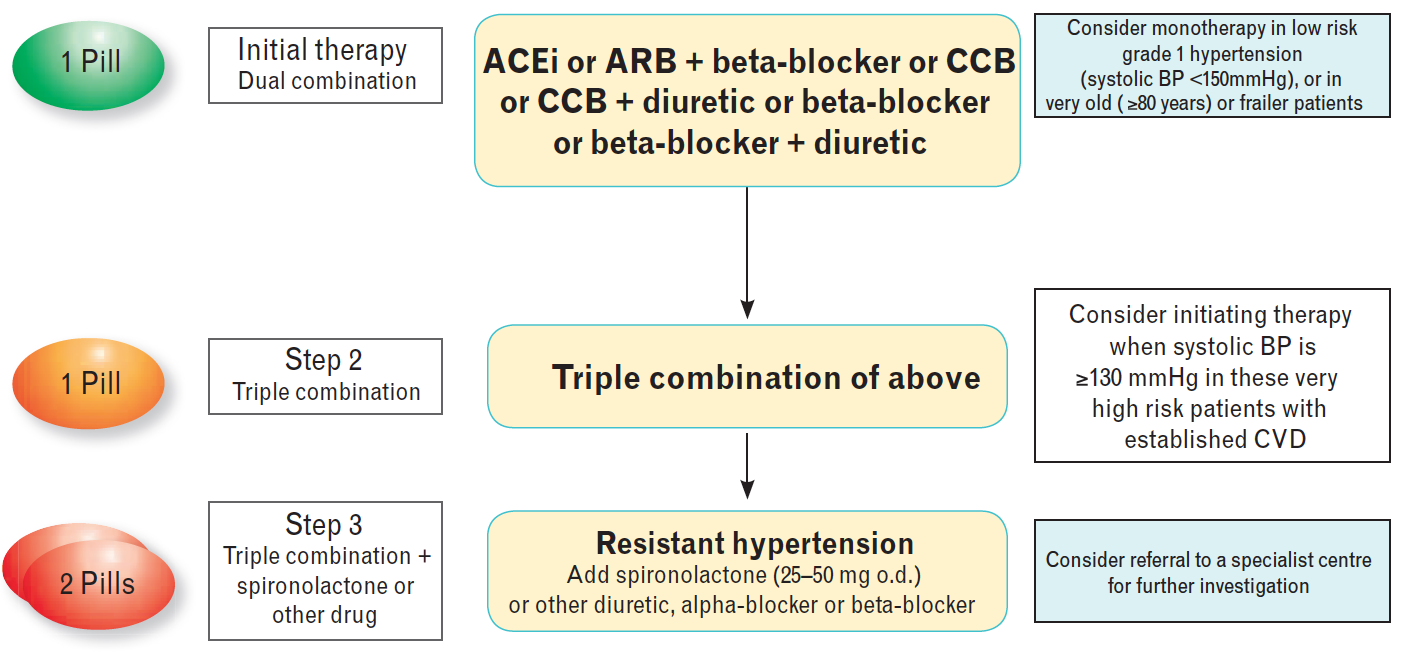 1 Pill
Initial therapy
Dual combination
ACEi or ARB + beta-blocker or CCB
or CCB + diuretic or beta-blocker
or beta-blocker + diuretic
Consider monotherapy in low risk
grade 1 hypertension
(systolic BP <150mmHg), or in
very old ( ≥80 years) or frailer patients
1 Pill
Step 2
Triple combination
Triple combination of above
Consider initiating therapy
when systolic BP is
≥130 mmHg in these very
high risk patients with
established CVD
2 Pills
Step 3
Triple combination +
spironolactone or
other drug
Resistant hypertension
Add spironolactone (25–50 mg o.d.)
or other diuretic, alpha-blocker or beta-blocker
Consider referral to a specialist centre
for further investigation